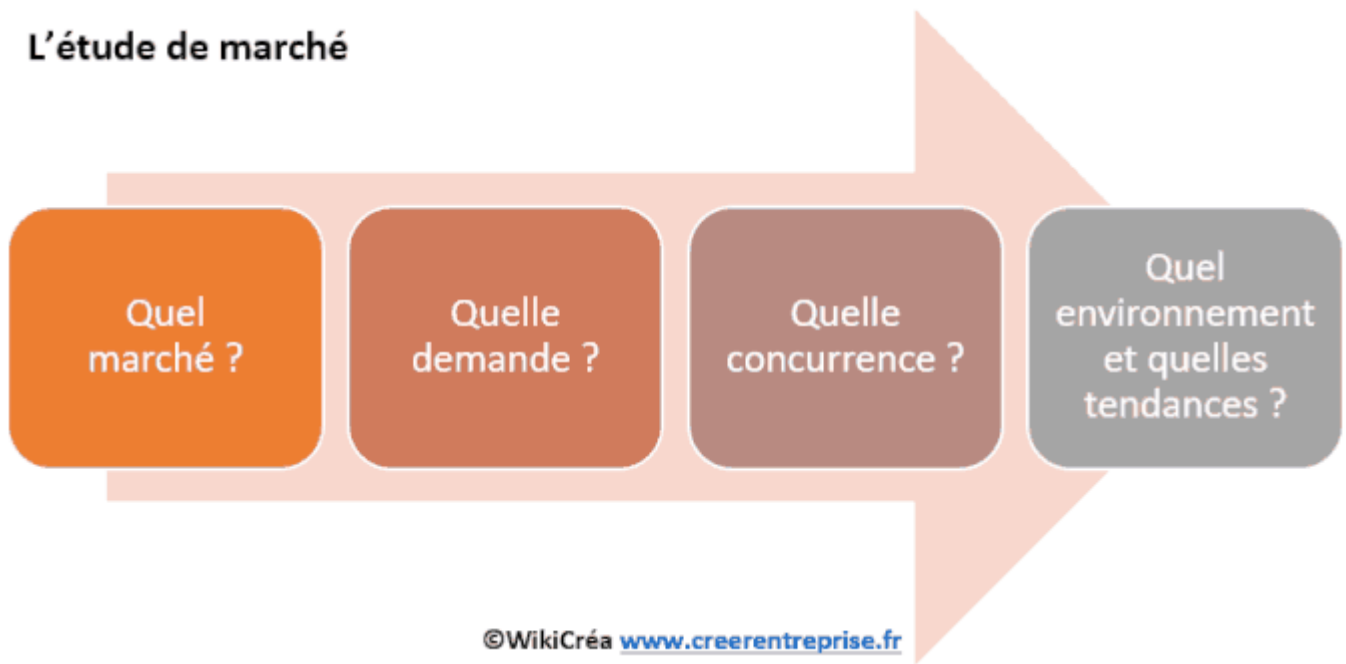 L'étude de marché
Quel
marché ?
Quelle
demande ?
Quelle
concurrence ?
Quel
environnement
et quelles
tendances ?
©WikiCréa www.creerentreprise.fr